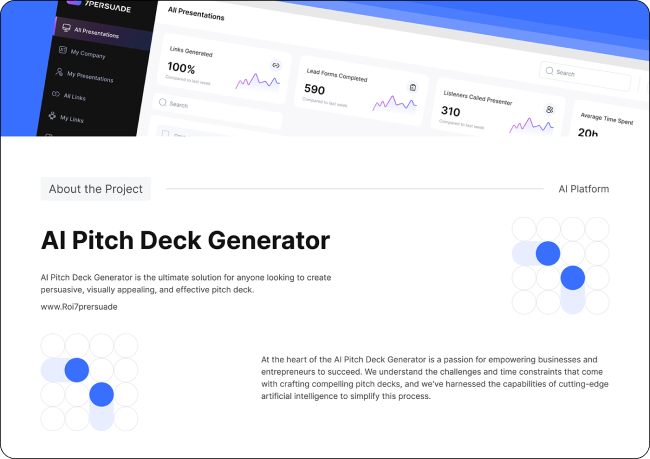 7PERSUADE
All Presentations
All Presentations
My Company
My Presentations
All Links
My Links
Links Generated
100%
Compared to last week
Search
Lead Forms Completed
590
Compared to last week
Search
Listeners Called Presenter
310
Compared to last week
Average Time Spent
20h
About the Project
AI Platform
AI Pitch Deck Generator
AI Pitch Deck Generator is the ultimate solution for anyone looking to create
persuasive, visually appealing, and effective pitch deck.
www.Roi7prersuade
At the heart of the AI Pitch Deck Generator is a passion for empowering businesses and
entrepreneurs to succeed. We understand the challenges and time constraints that come
with crafting compelling pitch decks, and we've harnessed the capabilities of cutting-edge
artificial intelligence to simplify this process.